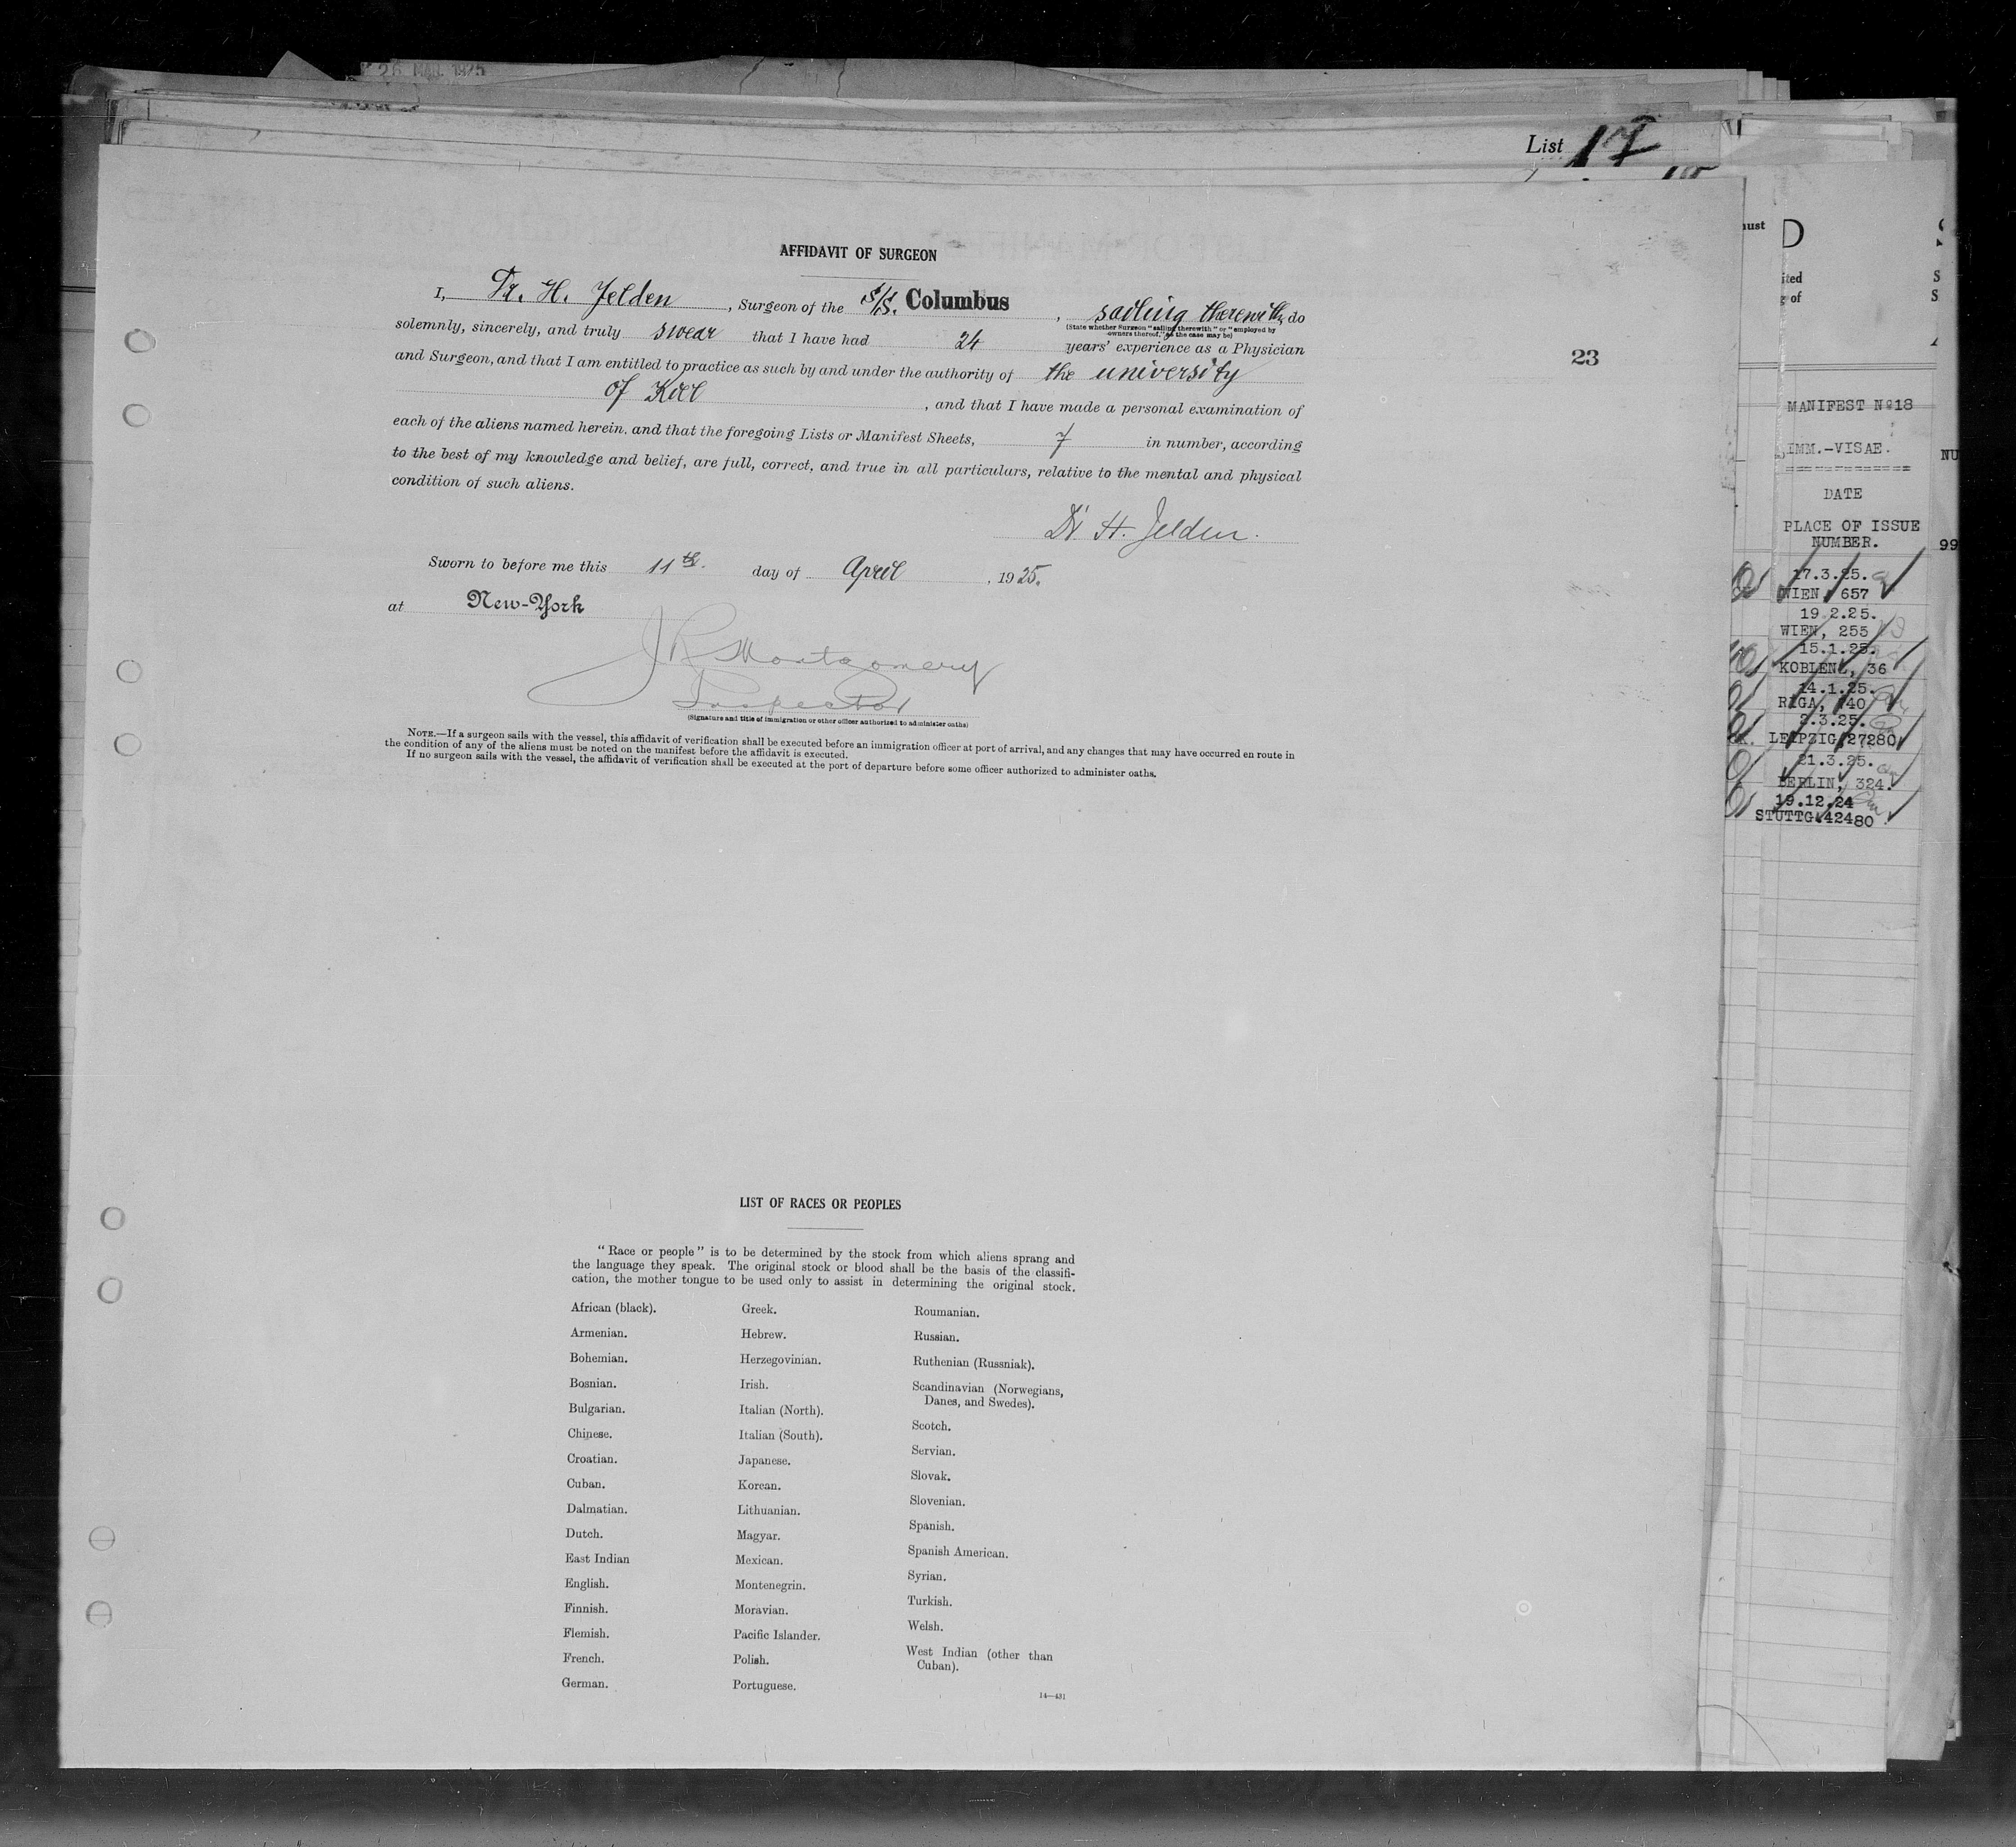 26 MAR. 1925
List 17
AFFIDAVIT OF SURGEON
I, Dr. H. Jelden, Surgeon of the S/S. Columbus, sailing therewith, do
(State whether Surgeon "sailing therewith" or "employed by
owners thereof," as the case may be)
solemnly, sincerely, and truly swear that I have had 24 years' experience as a Physician
and Surgeon, and that I am entitled to practice as such by and under the authority of the university
of Kiel, and that I have made a personal examination of
each of the aliens named herein. and that the foregoing Lists or Manifest Sheets, 7 in number, according
to the best of my knowledge and belief, are full, correct, and true in all particulars, relative to the mental and physical
condition of such aliens.
Dr. H. Jelden.
Sworn to before me this 11th. day of April, 1925.
at New-York
J R Montgomery
Inspector
(Signature and title of immigration or other officer authorized to administer oaths)
NOTE.—If a surgeon sails with the vessel, this affidavit of verification shall be executed before an immigration officer at port of arrival, and any changes that may have occurred en route in
the condition of any of the aliens must be noted on the manifest before the affidavit is executed.
If no surgeon sails with the vessel, the affidavit of verification shall be executed at the port of departure before some officer authorized to administer oaths.
23
LIST OF RACES OR PEOPLES
"Race or people" is to be determined by the stock from which aliens sprang and
the language they speak. The original stock or blood shall be the basis of the classifi-
cation, the mother tongue to be used only to assist in determining the original stock.
African (black).
Armenian.
Bohemian.
Bosnian.
Bulgarian.
Chinese.
Croatian.
Cuban.
Dalmatian.
Dutch.
East Indian
English.
Finnish.
Flemish.
French.
German.
Greek.
Hebrew.
Herzegovinian.
Irish.
Italian (North).
Italian (South).
Japanese.
Korean.
Lithuanian.
Magyar.
Mexican.
Montenegrin.
Moravian.
Pacific Islander.
Polish.
Portuguese.
Roumanian.
Russian.
Ruthenian (Russniak).
Scandinavian (Norwegians,
Danes, and Swedes).
Scotch.
Servian.
Slovak.
Slovenian.
Spanish.
Spanish American.
Syrian.
Turkish.
Welsh.
West Indian (other than
Cuban).
14—431
D
MANIFEST No18
IMM.-VISAE.
DATE
PLACE OF ISSUE
NUMBER.
99
17.3.25.
WIEN, 657
19.2.25.
WIEN, 255
15.1.25.
KOBLENZ, 36
14.1.25.
RIGA, 140
2.3.25.
LEIPZIG,27280
21.3.25.
BERLIN, 324.
19.12.24
STUTTG.42480